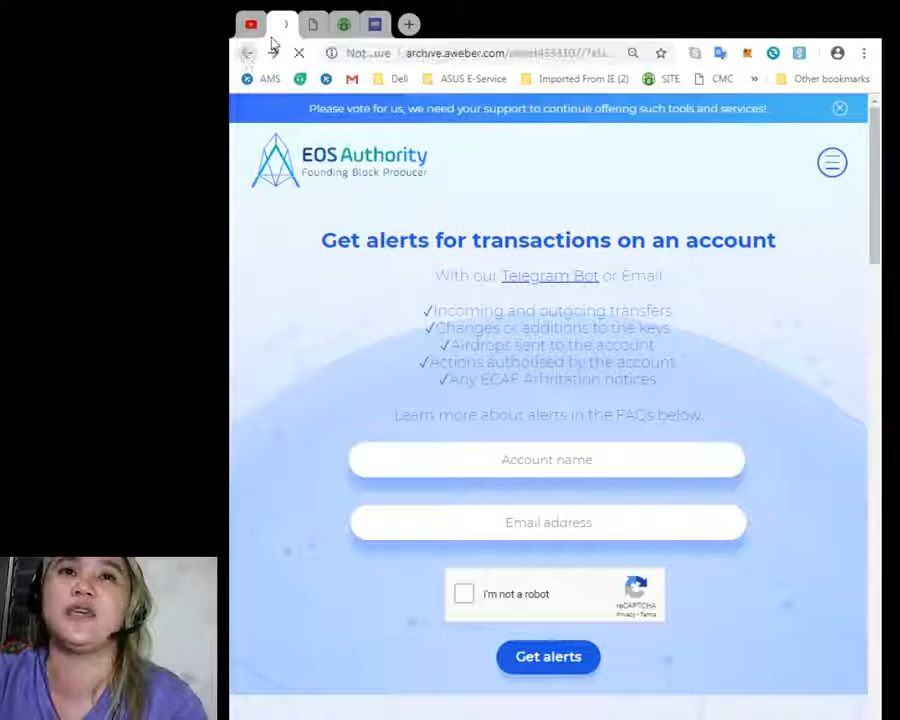 archive.aweber.com/
AMS
Dell
ASUS E-Service
Imported From IE (2)
SITE
CMC
»
Other bookmarks
Please vote for us, we need your support to continue offering such tools and services!
EOS Authority
Founding Block Producer
Get alerts for transactions on an account
With our Telegram Bot or Email
✓Incoming and outgoing transfers
✓Changes or additions to the keys
✓Airdrops sent to the account
✓Actions authorised by the account
✓Any ECAF Arbritation notices
Learn more about alerts in the FAQs below.
Account name
Email address
I'm not a robot
reCAPTCHA
Privacy - Terms
Get alerts